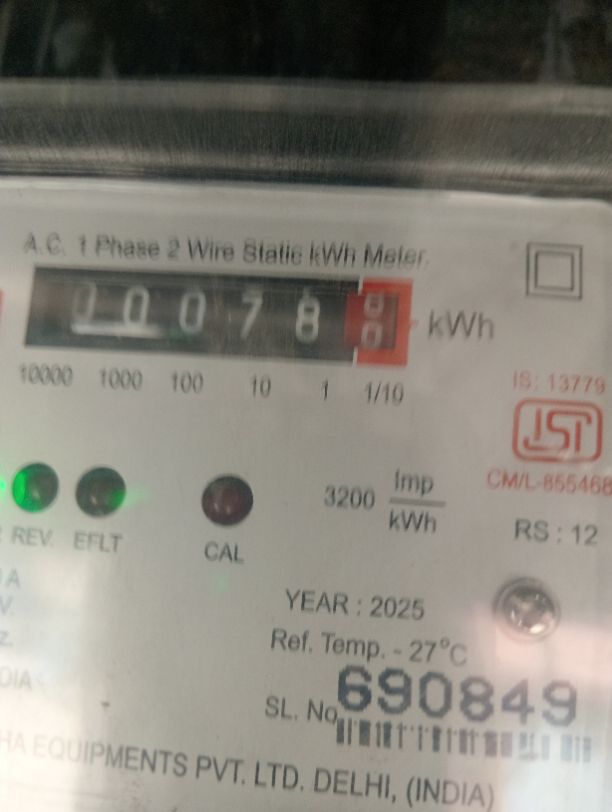 A.C. 1 Phase 2 Wire Static kWh Meter.
0 0 0 7 8 kWh
10000 1000 100 10 1 1/10
IS: 13779
ISI
CM/L-855468
3200 Imp
kWh
RS : 12
REV. EFLT CAL
A
V.
YEAR : 2025
z.
Ref. Temp. - 27°C
DIA
SL. No 690849
HA EQUIPMENTS PVT. LTD. DELHI, (INDIA)